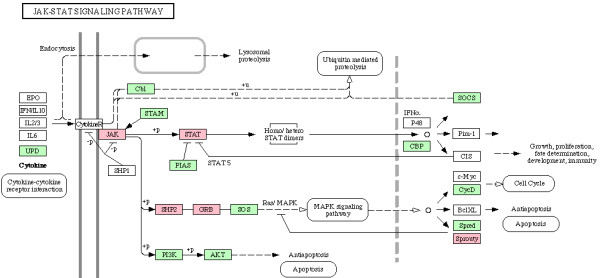 JAK-STAT SIGNALING PATHWAY
Endocytosis
Lysosomal
proteolysis
Ubiquitin mediated
proteolysis
Cbl
+u
+u
SOCS
EPO
IFN/IL10
IL2/3
IL6
UPD
Cytokine
CytokineR
STAM
JAK
+p
STAT
Homo/ hetero
STAT dimers
IFNα
P48
CBP
Pim-1
CIS
-p
-p
SHP1
PIAS
STAT5
Growth, proliferation,
fate determination,
development, immunity
Cytokine-cytokine
receptor interaction
c-Myc
CycD
Cell Cycle
+p
+p
SHP2
GRB
SOS
Ras/ MAPK
MAPK signaling
pathway
BclXL
Antiapoptosis
Spred
Sprouty
Apoptosis
+p
PI3K
+p
AKT
Antiapoptosis
Apoptosis